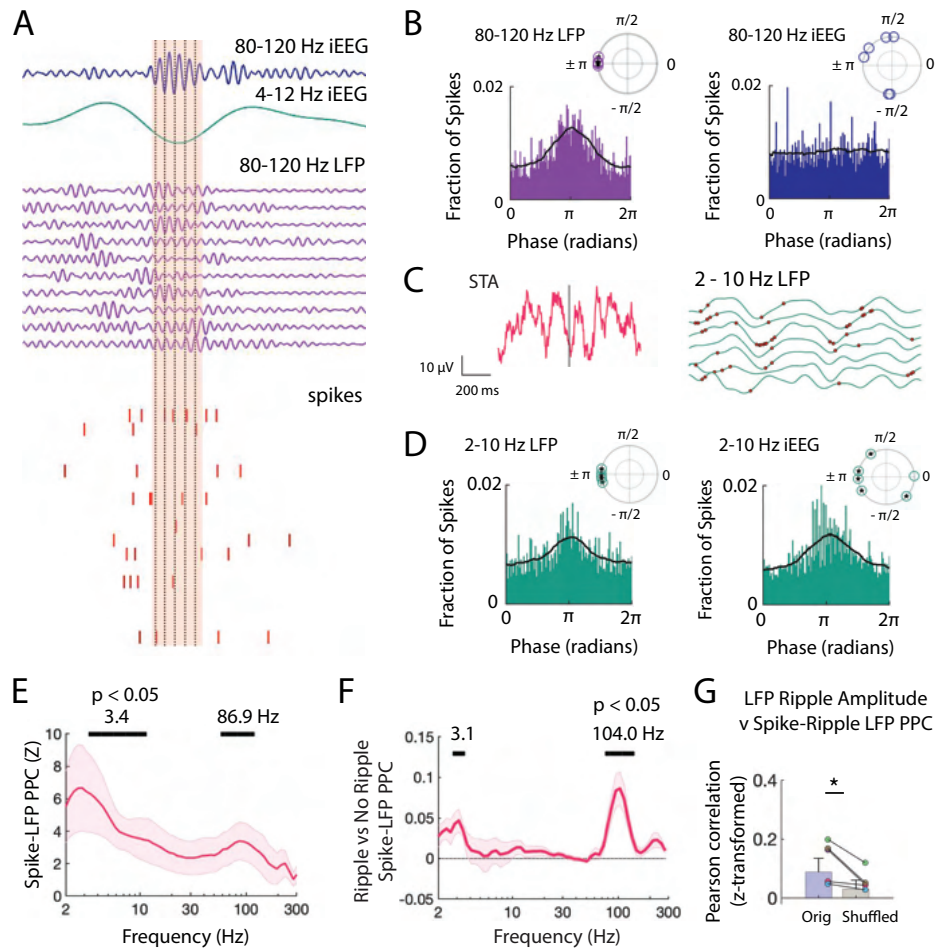 A
80-120 Hz iEEG
4-12 Hz iEEG
80-120 Hz LFP
spikes
B
80-120 Hz LFP
π/2
± π
0
- π/2
0.02
0
Fraction of Spikes
0
π
2π
Phase (radians)
80-120 Hz iEEG
π/2
± π
0
- π/2
0.02
0
Fraction of Spikes
0
π
2π
Phase (radians)
C
STA
10 μV
200 ms
2 - 10 Hz LFP
D
2-10 Hz LFP
π/2
± π
0
- π/2
0.02
0
Fraction of Spikes
0
π
2π
Phase (radians)
2-10 Hz iEEG
π/2
± π
0
- π/2
0.02
0
Fraction of Spikes
0
π
2π
Phase (radians)
E
p < 0.05
3.4
86.9 Hz
Spike-LFP PPC (Z)
10
8
6
4
2
0
2
10
30
100
300
Frequency (Hz)
F
p < 0.05
3.1
104.0 Hz
Ripple vs No Ripple
Spike-LFP PPC
0.15
0.1
0.05
0
-0.05
2
10
30
100
300
Frequency (Hz)
G
LFP Ripple Amplitude
v Spike-Ripple LFP PPC
Pearson correlation
(z-transformed)
0.4
0.2
0
*
Orig
Shuffled